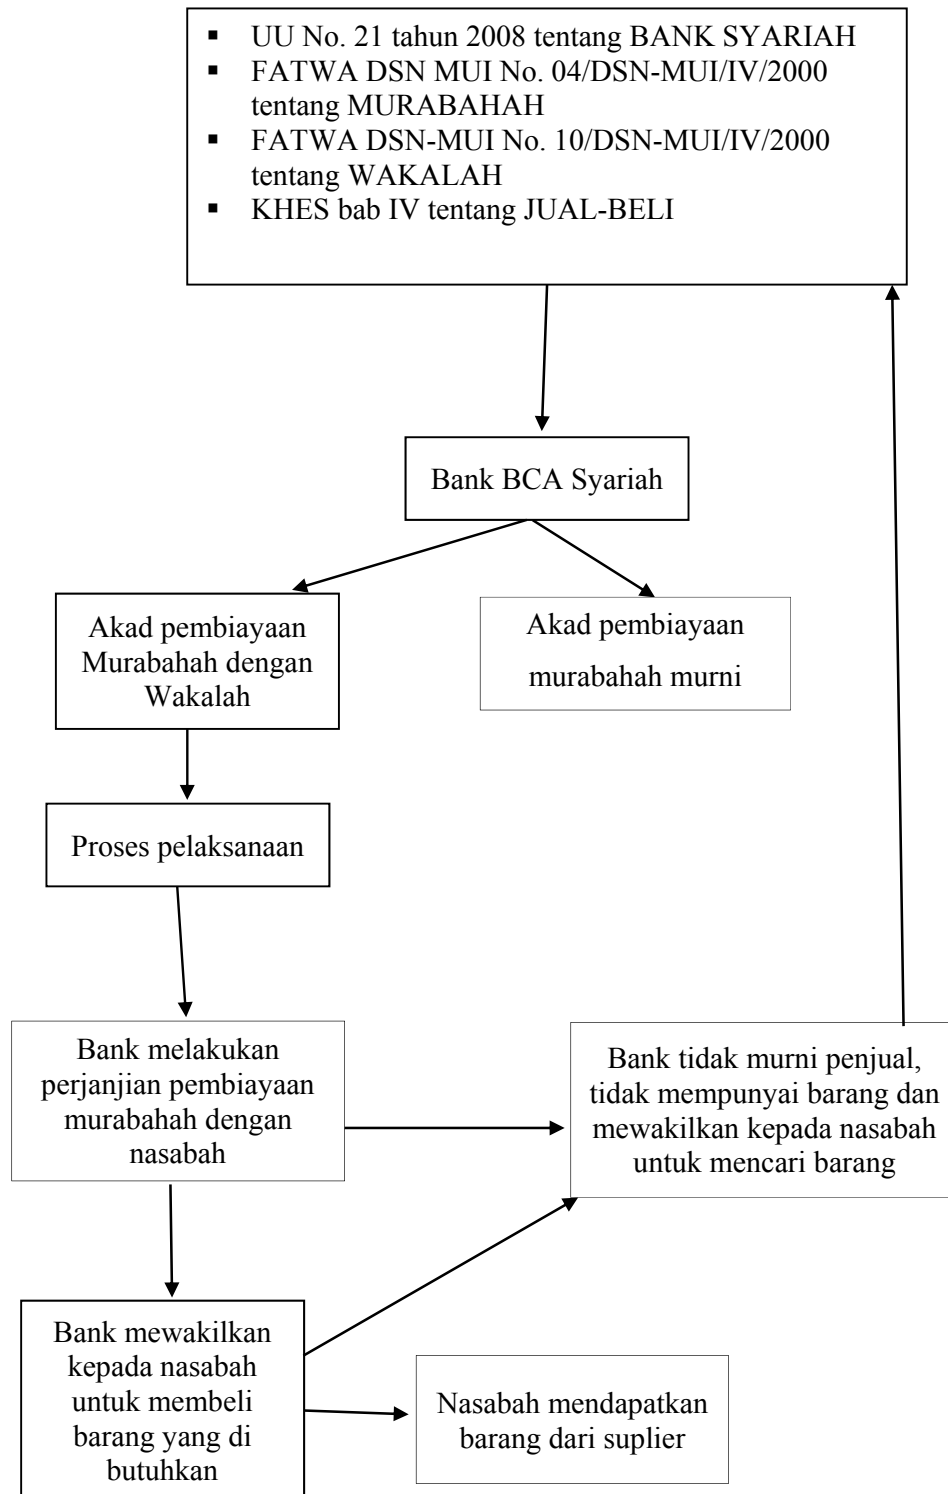 ▪ UU No. 21 tahun 2008 tentang BANK SYARIAH
▪ FATWA DSN MUI No. 04/DSN-MUI/IV/2000
tentang MURABAHAH
▪ FATWA DSN-MUI No. 10/DSN-MUI/IV/2000
tentang WAKALAH
▪ KHES bab IV tentang JUAL-BELI
Bank BCA Syariah
Akad pembiayaan
Murabahah dengan
Wakalah
Akad pembiayaan
murabahah murni
Proses pelaksanaan
Bank melakukan
perjanjian pembiayaan
murabahah dengan
nasabah
Bank tidak murni penjual,
tidak mempunyai barang dan
mewakilkan kepada nasabah
untuk mencari barang
Bank mewakilkan
kepada nasabah
untuk membeli
barang yang di
butuhkan
Nasabah mendapatkan
barang dari suplier